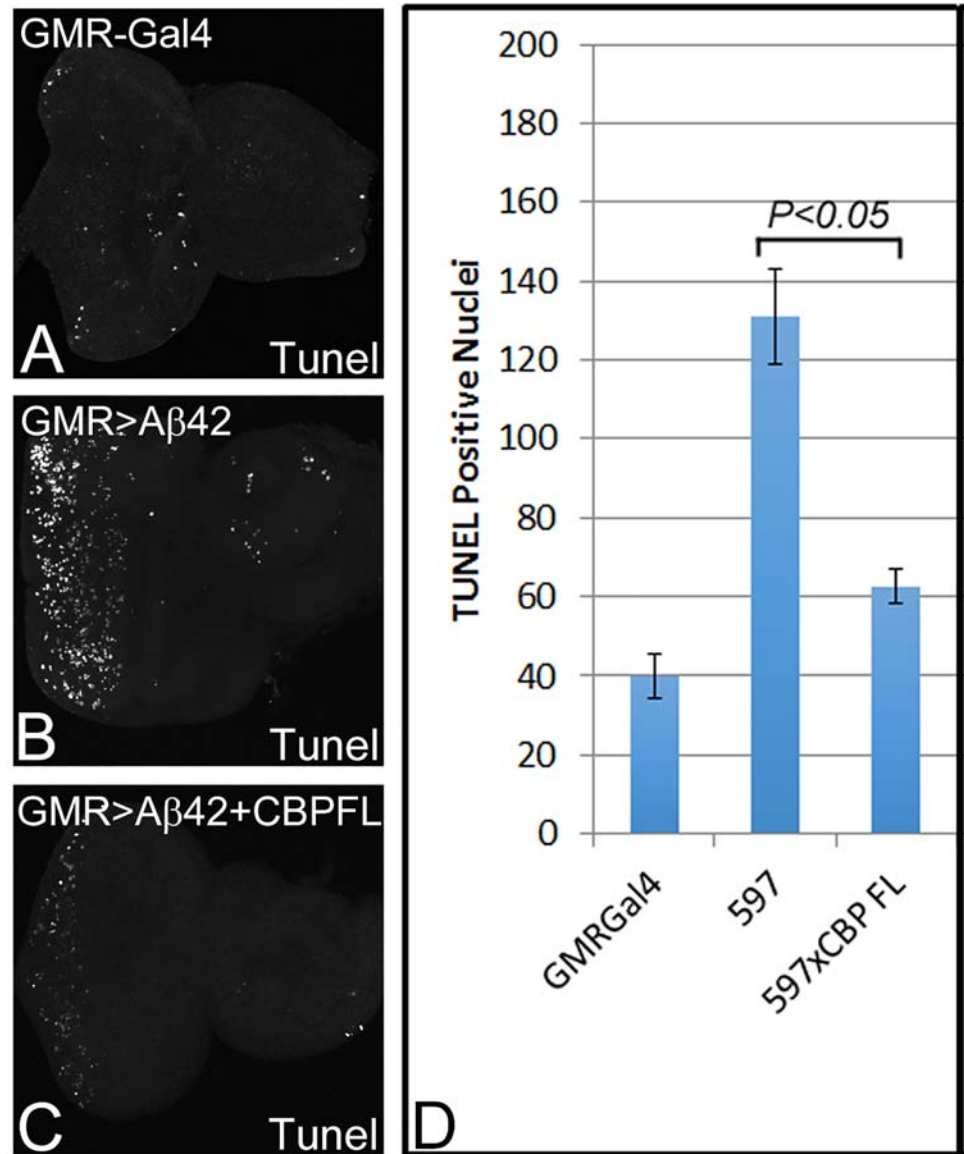 GMR-Gal4
A
Tunel
GMR>Aβ42
B
Tunel
GMR>Aβ42+CBPFL
C
Tunel
200
180
160
140
120
100
80
60
40
20
0
TUNEL Positive Nuclei
P<0.05
GMRGal4
597
597xCBP FL
D